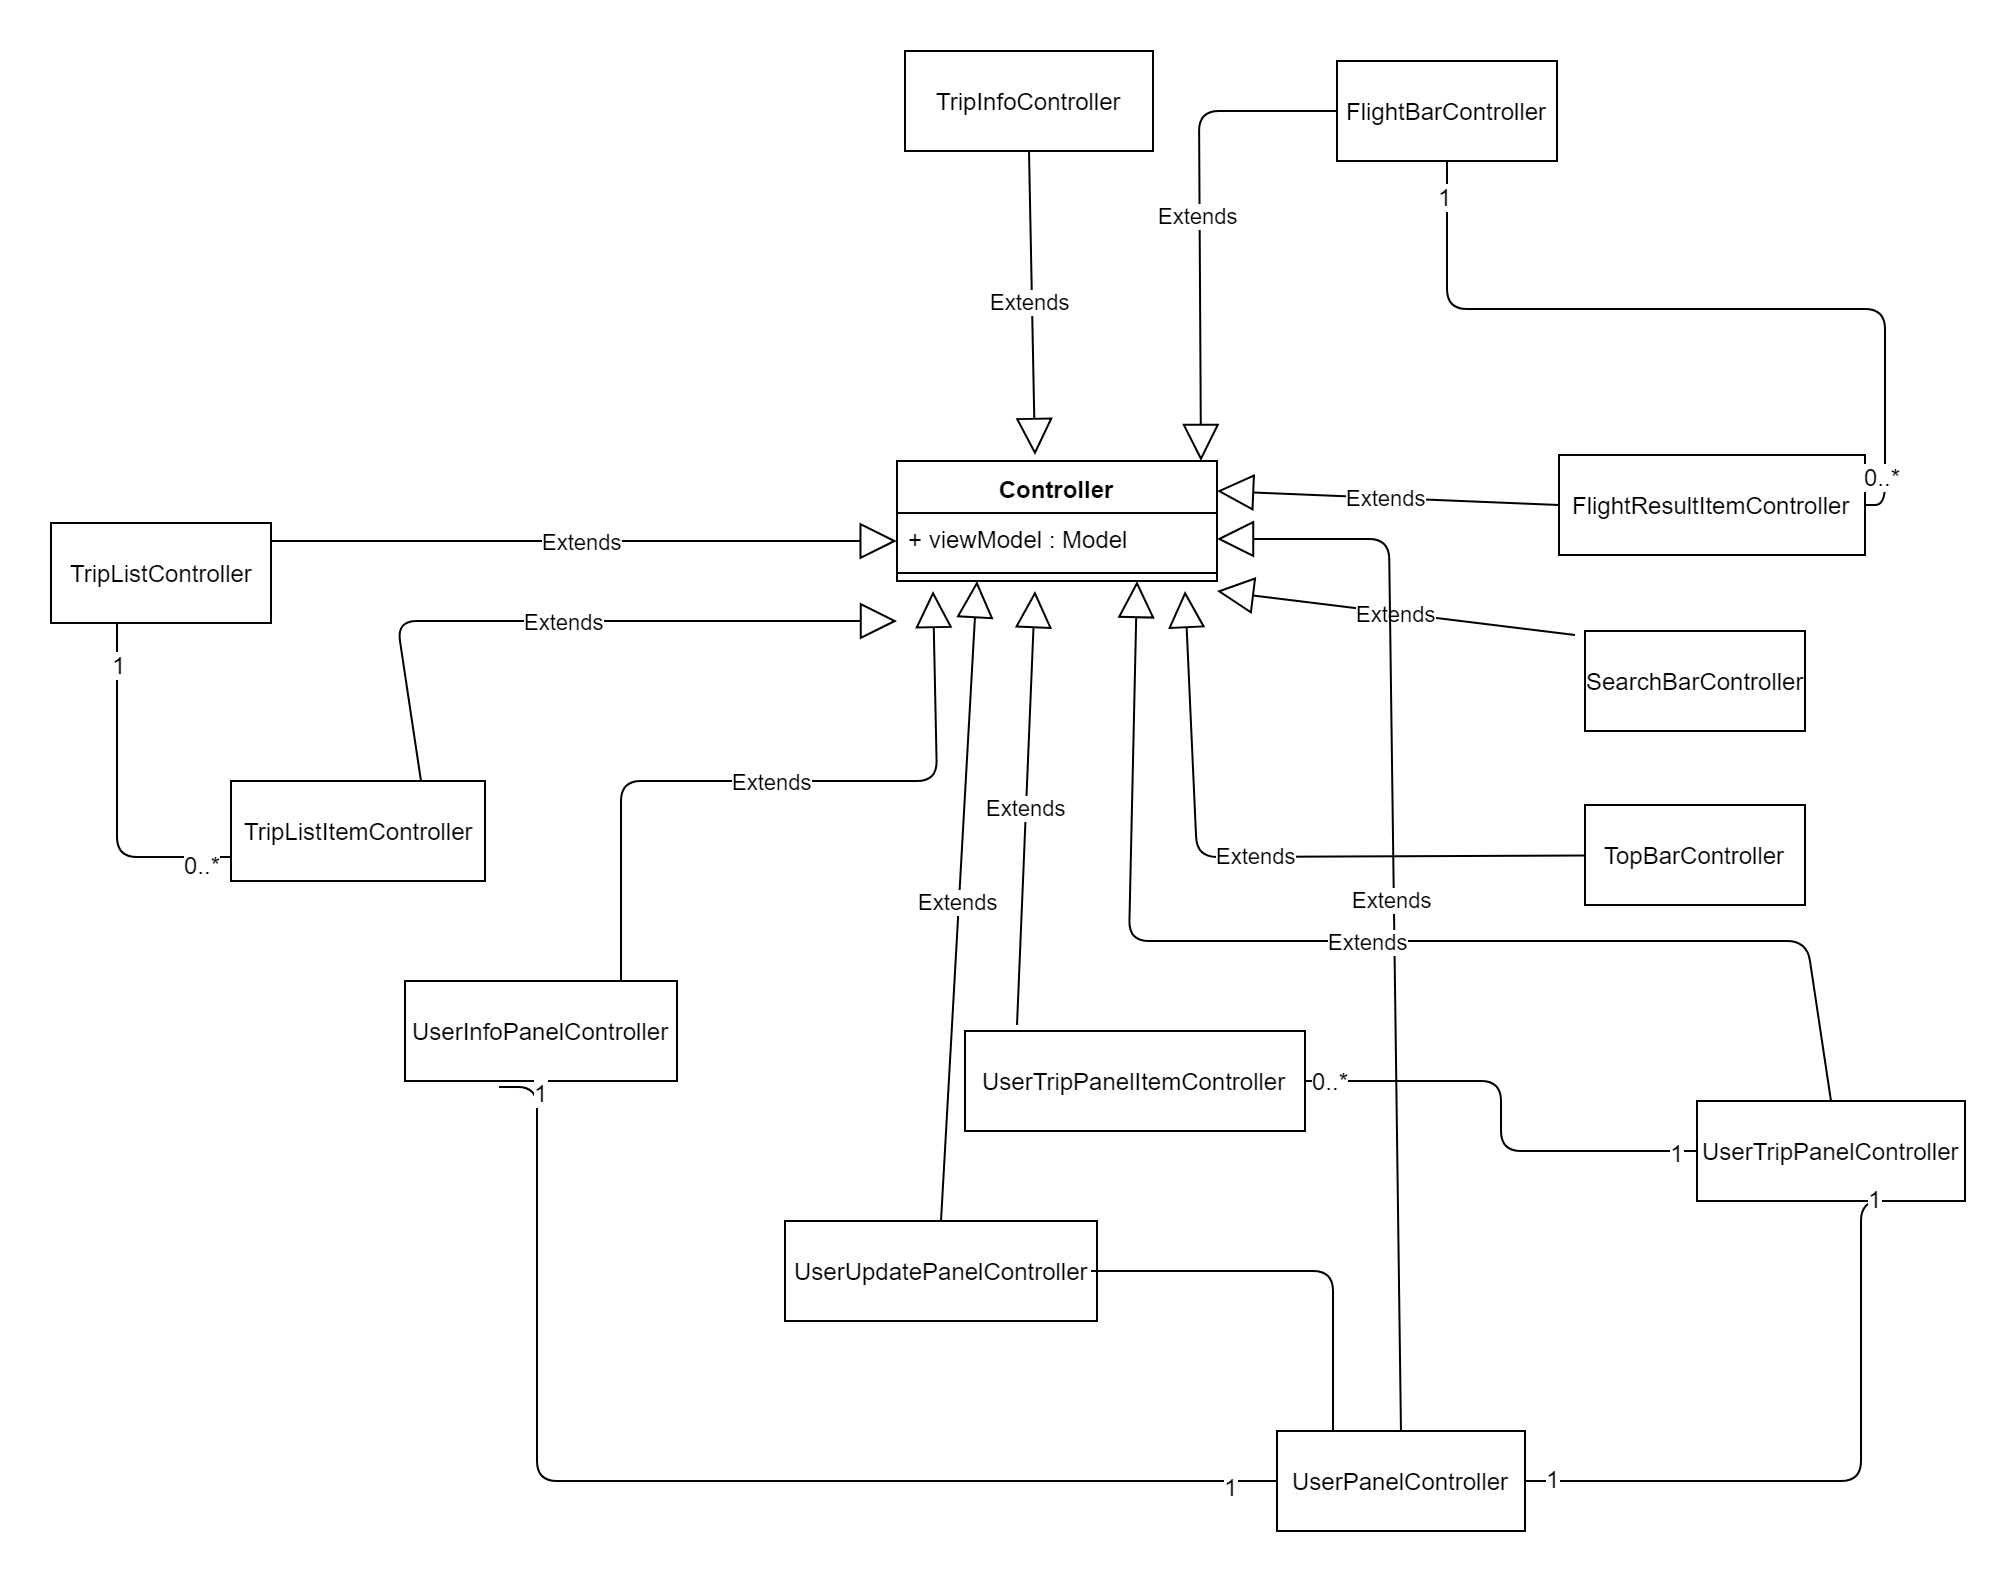 TripInfoController
FlightBarController
1
Extends
Extends
0..*
Controller
Extends
FlightResultItemController
+ viewModel : Model
Extends
TripListController
Extends
Extends
1
SearchBarController
Extends
Extends
TripListItemController
0..*
Extends
TopBarController
Extends
Extends
Extends
UserInfoPanelController
1
UserTripPanelItemController
0..*
1
UserTripPanelController
1
UserUpdatePanelController
1
UserPanelController
1